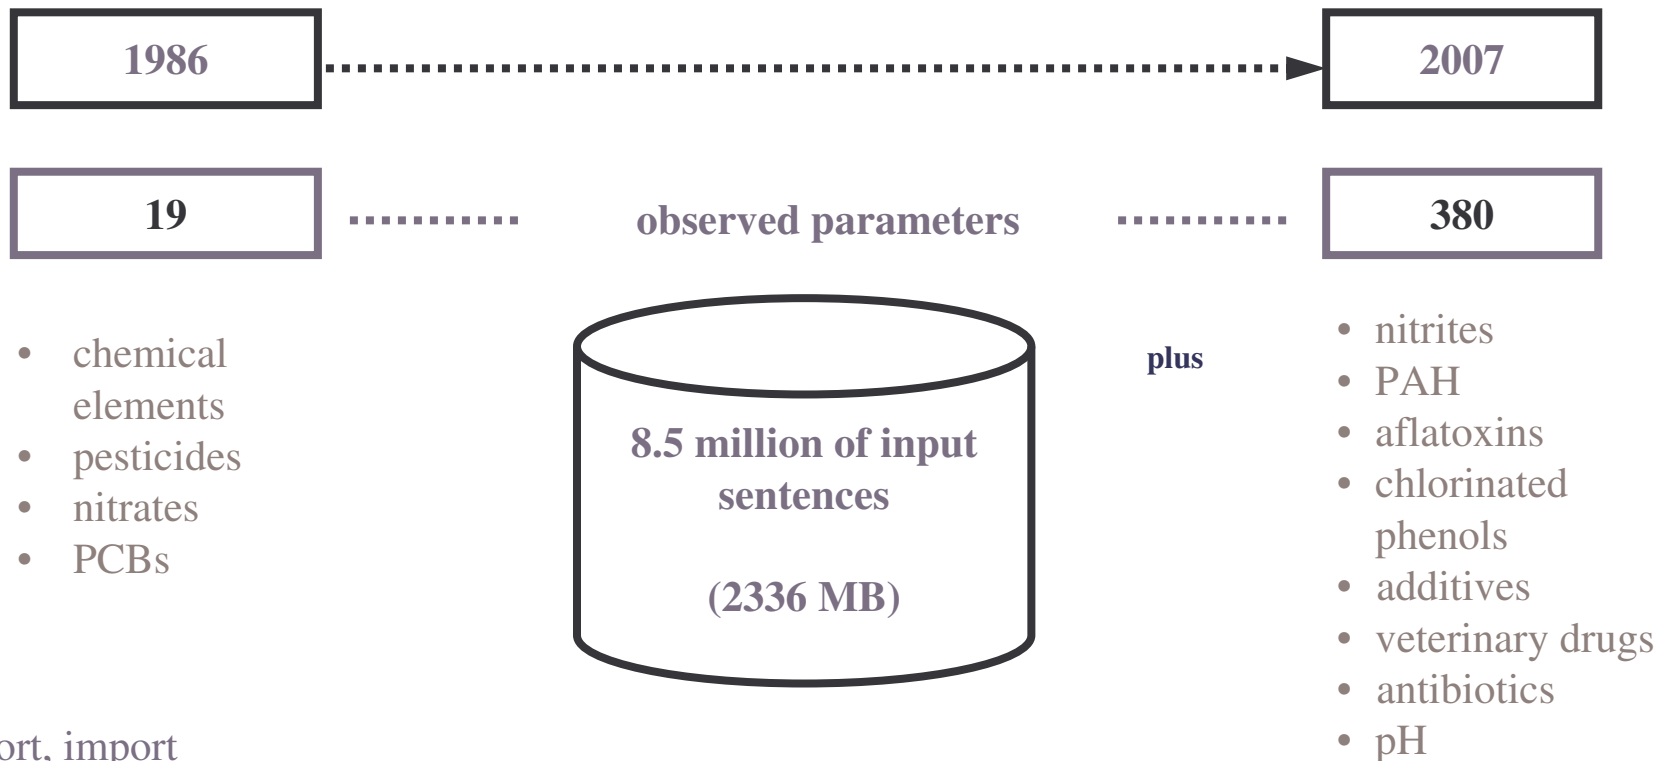 1986
2007
19
observed parameters
380
• chemical
elements
• pesticides
• nitrates
• PCBs
8.5 million of input
sentences
(2336 MB)
plus
• nitrites
• PAH
• aflatoxins
• chlorinated
phenols
• additives
• veterinary drugs
• antibiotics
• pH
import